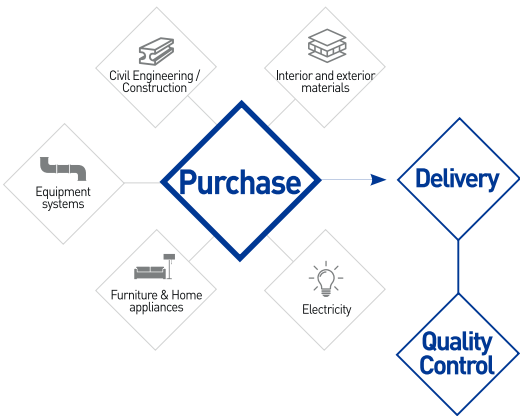 Civil Engineering /
Construction
Interior and exterior
materials
Purchase
Delivery
Equipment
systems
Furniture & Home
appliances
Electricity
Quality
Control